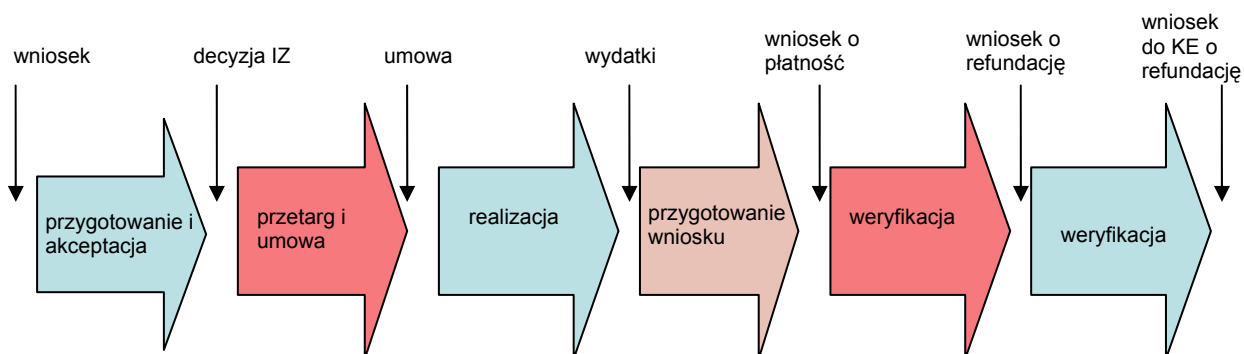 wniosek
decyzja IZ
umowa
wydatki
wniosek o
płatność
wniosek o
refundację
wniosek
do KE o
refundację
przygotowanie i
akceptacja
przetarg i
umowa
realizacja
przygotowanie
wniosku
weryfikacja
weryfikacja